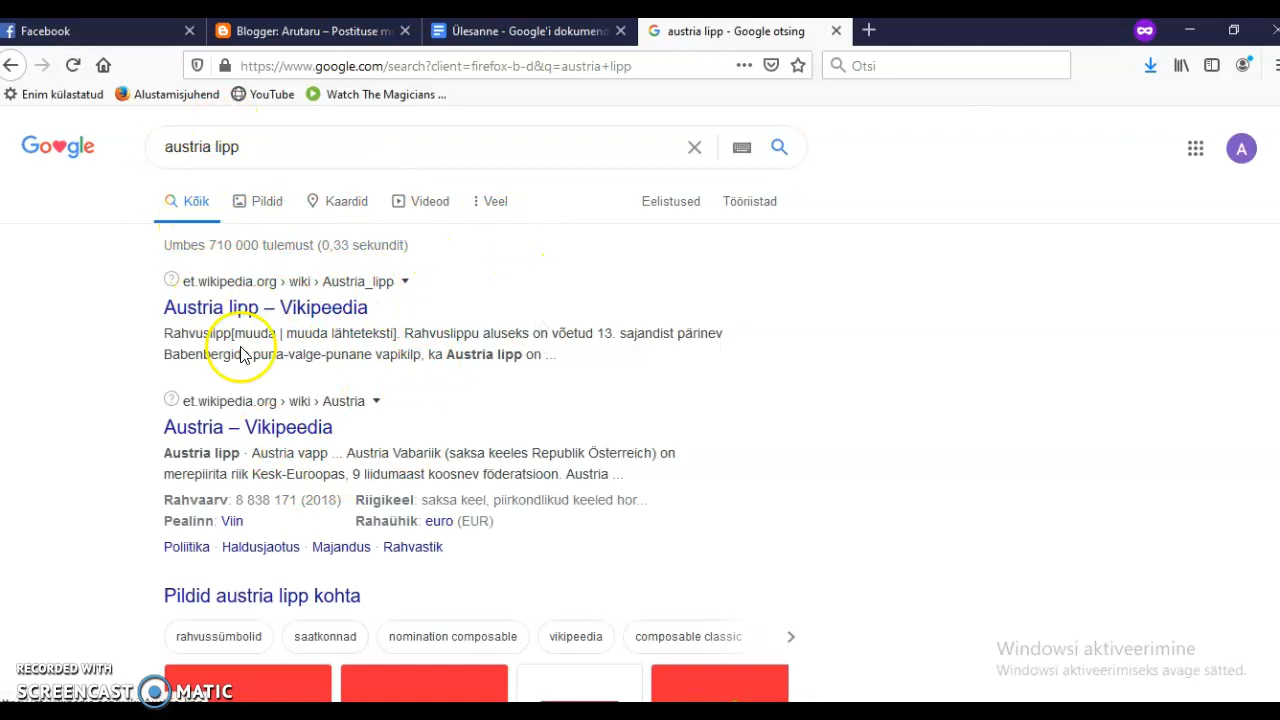 Facebook
Blogger: Arutaru – Postituse m
Ülesanne - Google'i dokumend
austria lipp - Google otsing
https://www.google.com/search?client=firefox-b-d&q=austria+lipp
Otsi
Enim külastatud
Alustamisjuhend
YouTube
Watch The Magicians ...
Google
austria lipp
A
Kõik
Pildid
Kaardid
Videod
Veel
Eelistused
Tööriistad
Umbes 710 000 tulemust (0,33 sekundit)
et.wikipedia.org › wiki › Austria_lipp
Austria lipp – Vikipeedia
Rahvuslipp[muuda | muuda lähteteksti]. Rahvuslippu aluseks on võetud 13. sajandist pärinev
Babenbergide puna-valge-punane vapikilp, ka Austria lipp on ...
et.wikipedia.org › wiki › Austria
Austria – Vikipeedia
Austria lipp · Austria vapp ... Austria Vabariik (saksa keeles Republik Österreich) on
merepiirita riik Kesk-Euroopas, 9 liidumaast koosnev föderatsioon. Austria ...
Rahvaarv: 8 838 171 (2018) Riigikeel: saksa keel, piirkondlikud keeled hor...
Pealinn: Viin Rahaühik: euro (EUR)
Poliitika · Haldusjaotus · Majandus · Rahvastik
Pildid austria lipp kohta
rahvussümbolid
saatkonnad
nomination composable
vikipeedia
composable classic
Windowsi aktiveerimine
Windowsi aktiveerimiseks avage sätted.
RECORDED WITH
SCREENCAST MATIC